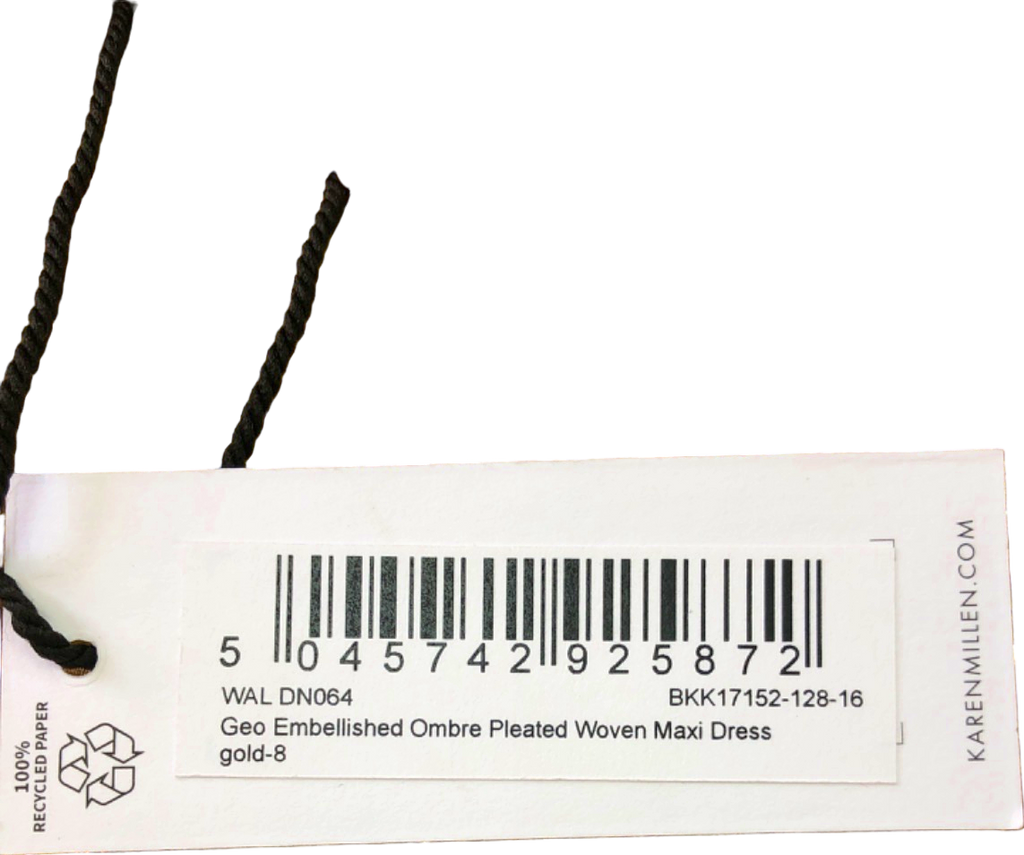 5 045742 925872
WAL DN064 BKK17152-128-16
Geo Embellished Ombre Pleated Woven Maxi Dress
gold-8
KARENMILLEN.COM
100%
RECYCLED PAPER